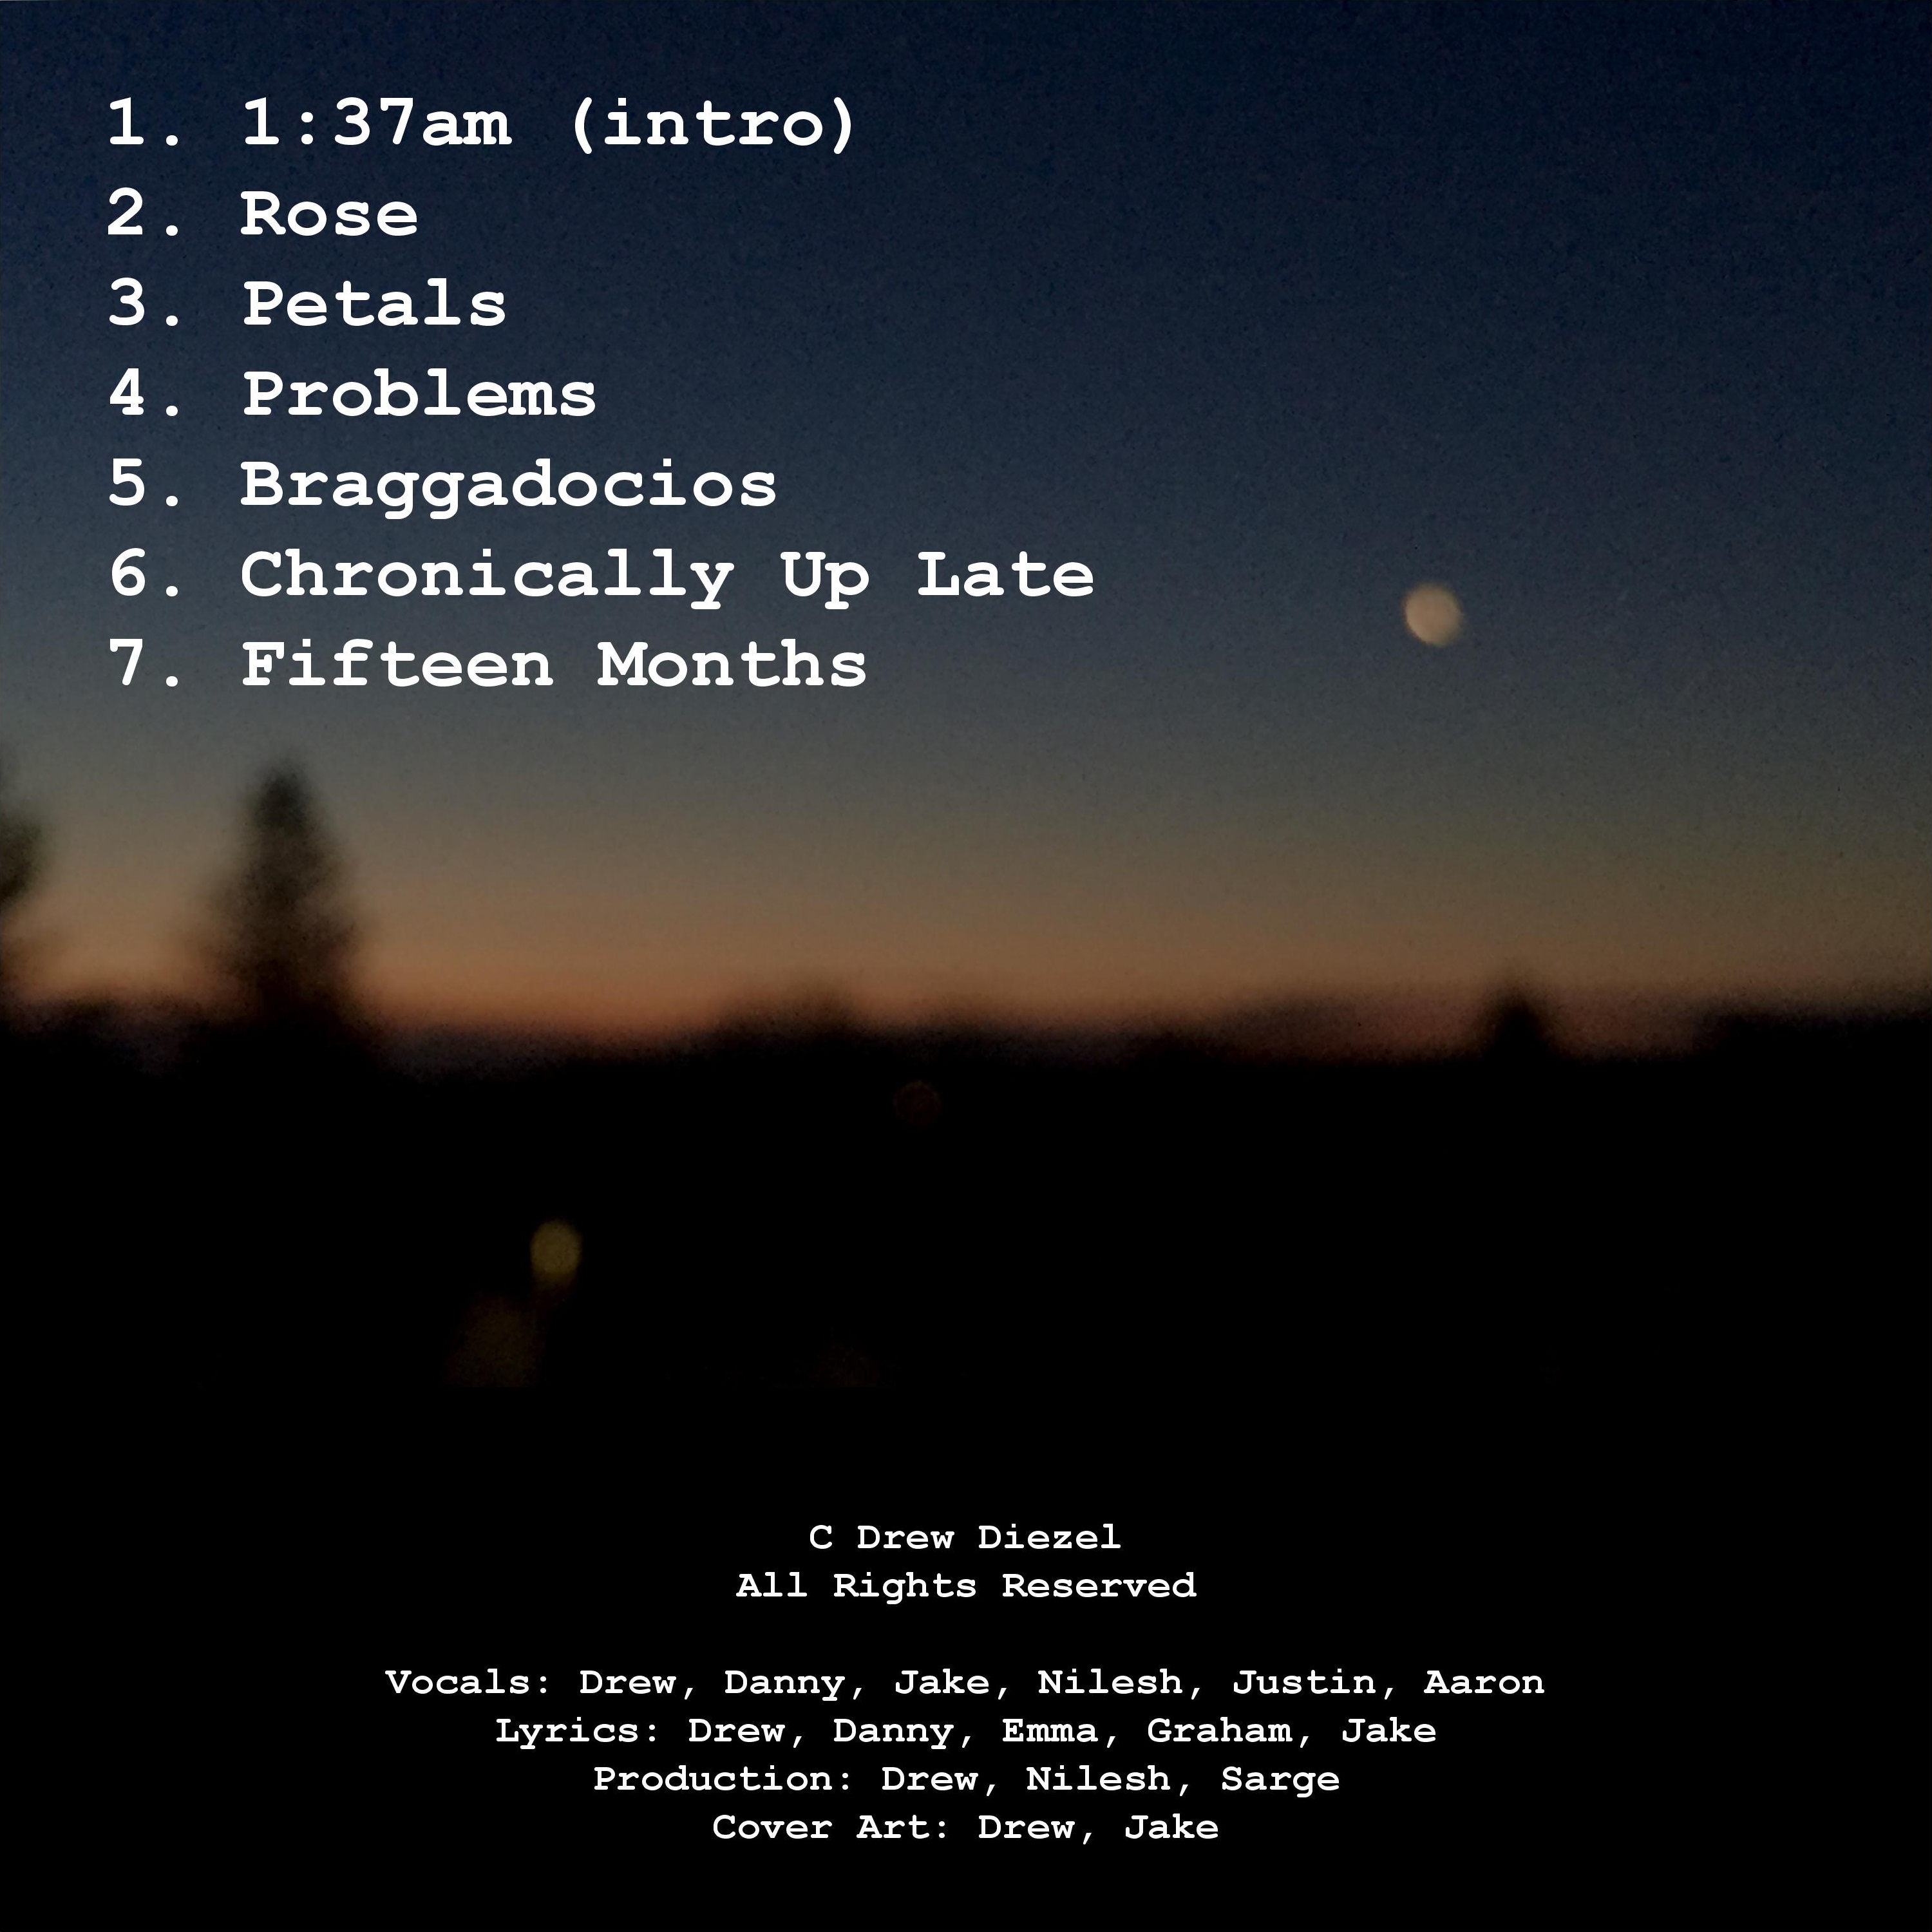 1. 1:37am (intro)
2. Rose
3. Petals
4. Problems
5. Braggadocios
6. Chronically Up Late
7. Fifteen Months
C Drew Diezel
All Rights Reserved
Vocals: Drew, Danny, Jake, Nilesh, Justin, Aaron
Lyrics: Drew, Danny, Emma, Graham, Jake
Production: Drew, Nilesh, Sarge
Cover Art: Drew, Jake